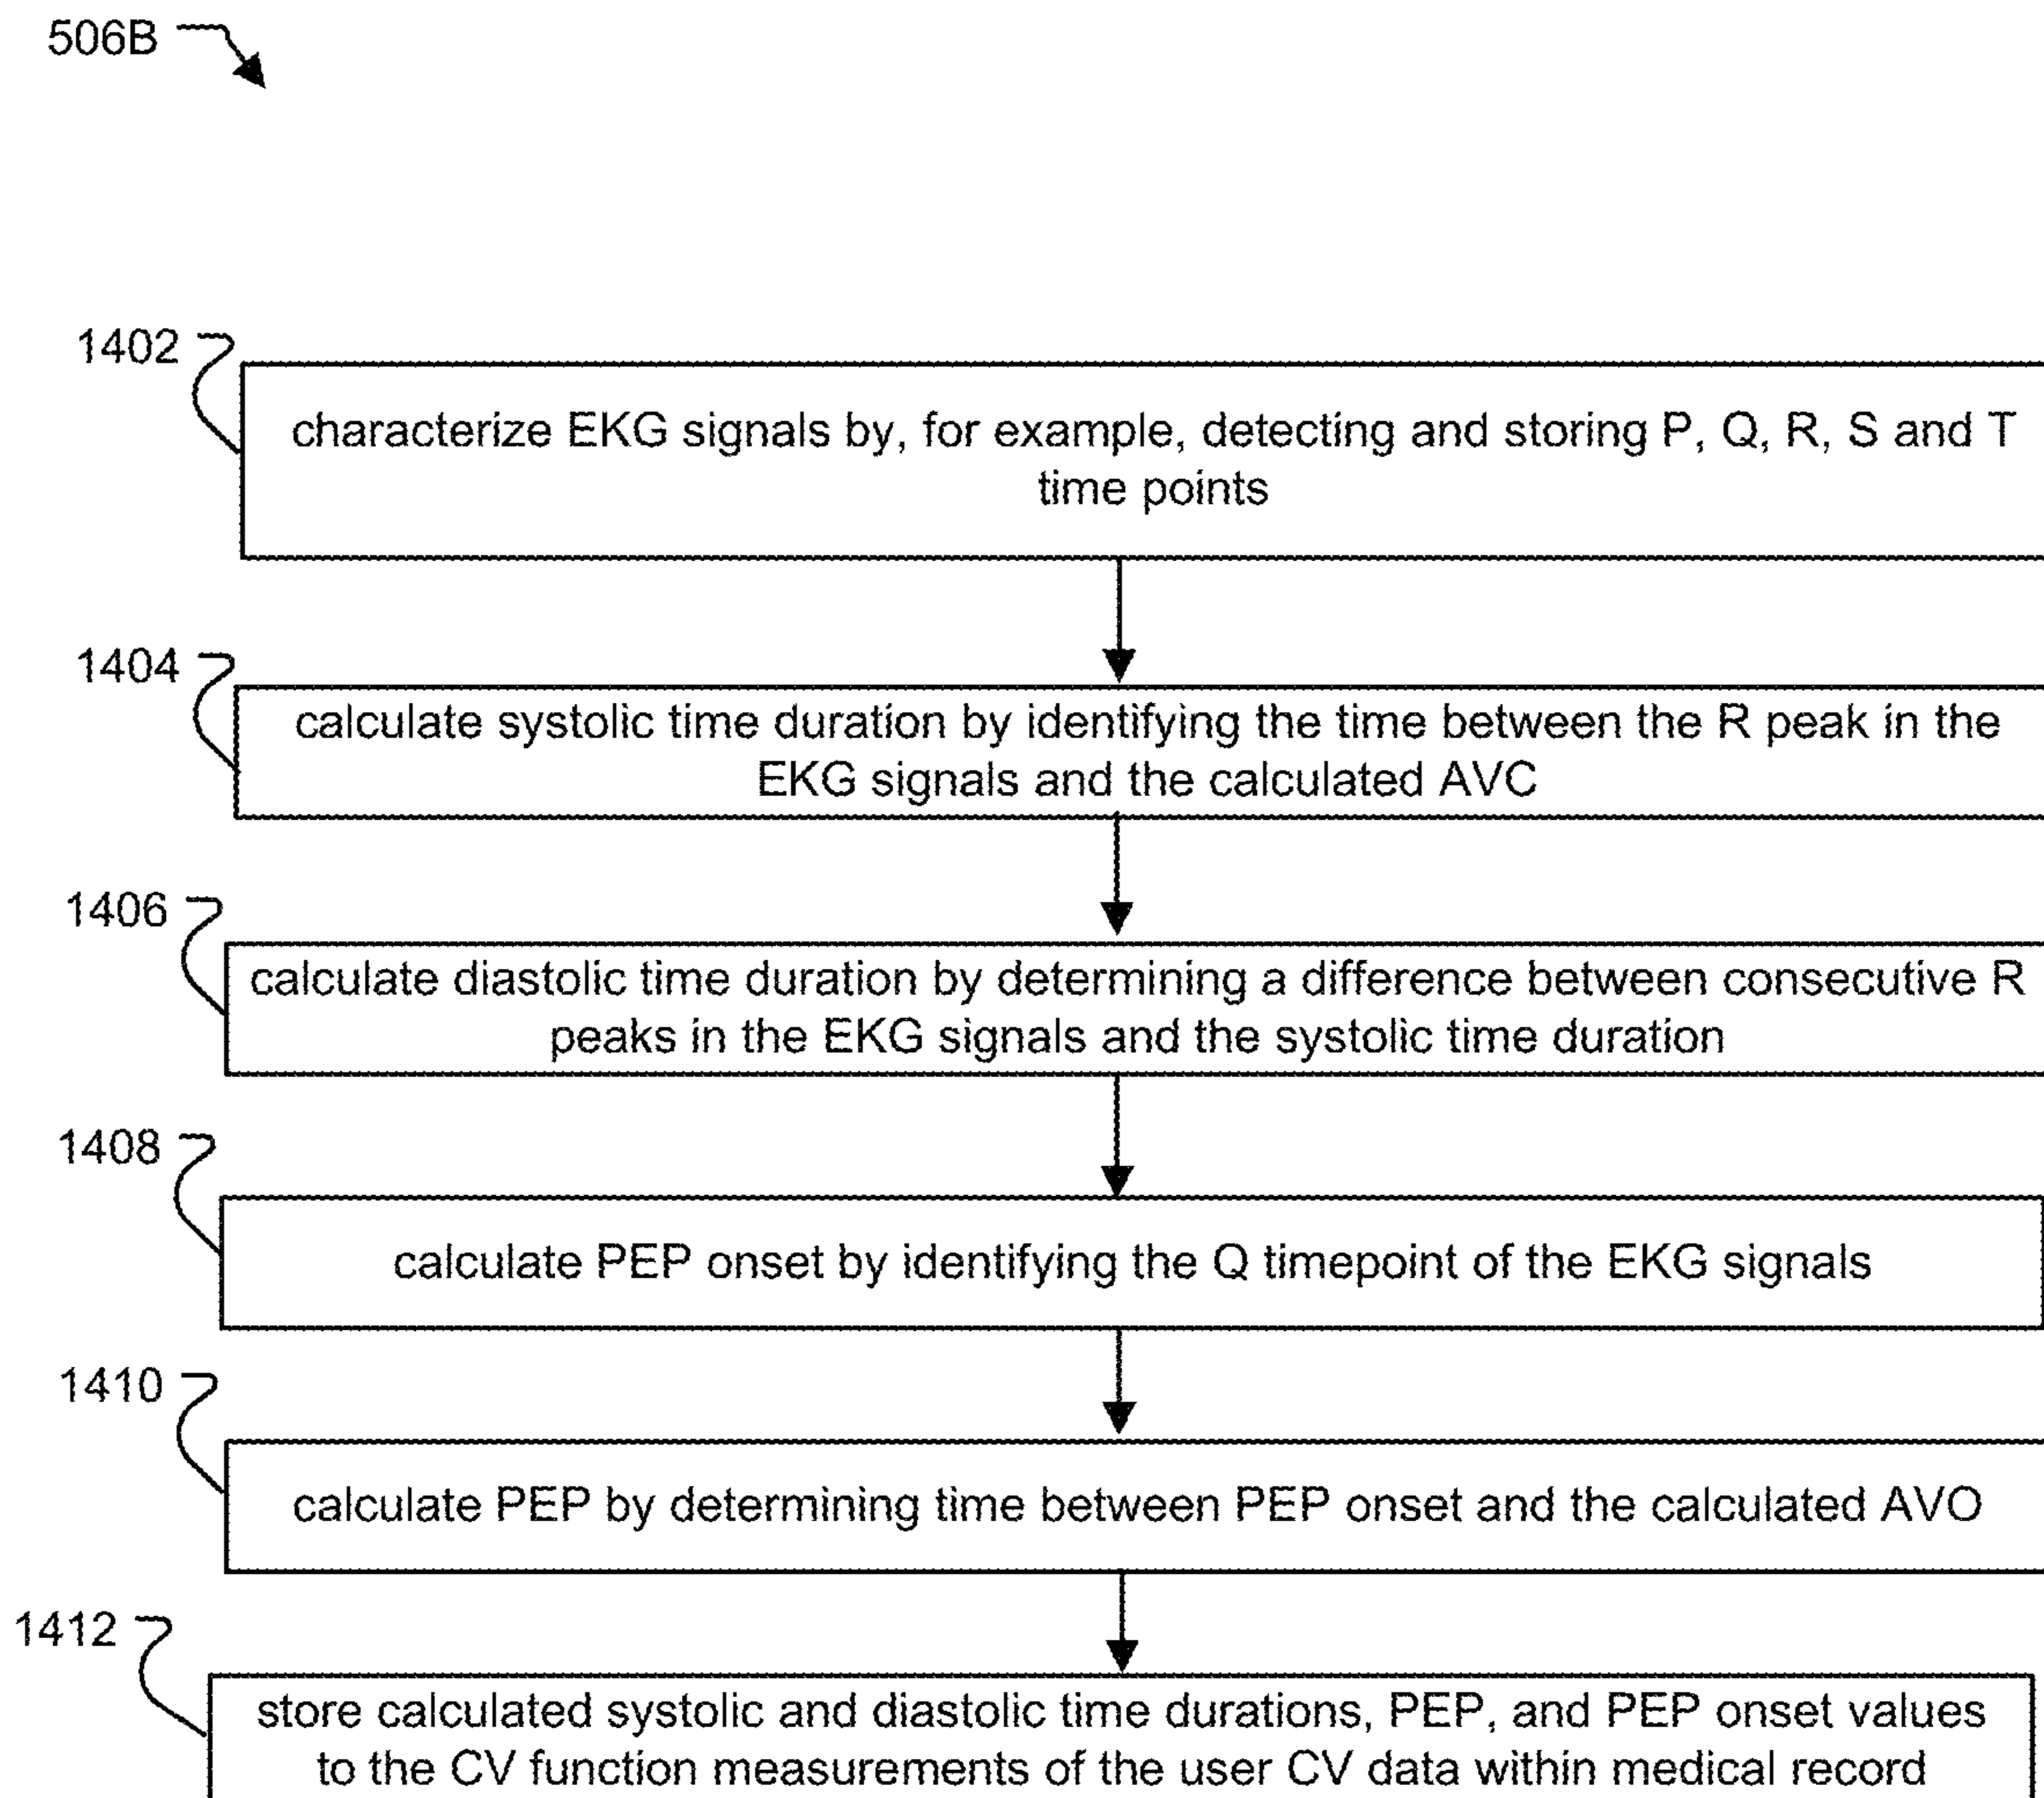 506B
1402
characterize EKG signals by, for example, detecting and storing P, Q, R, S and T
time points
1404
calculate systolic time duration by identifying the time between the R peak in the
EKG signals and the calculated AVC
1406
calculate diastolic time duration by determining a difference between consecutive R
peaks in the EKG signals and the systolic time duration
1408
calculate PEP onset by identifying the Q timepoint of the EKG signals
1410
calculate PEP by determining time between PEP onset and the calculated AVO
1412
store calculated systolic and diastolic time durations, PEP, and PEP onset values
to the CV function measurements of the user CV data within medical record